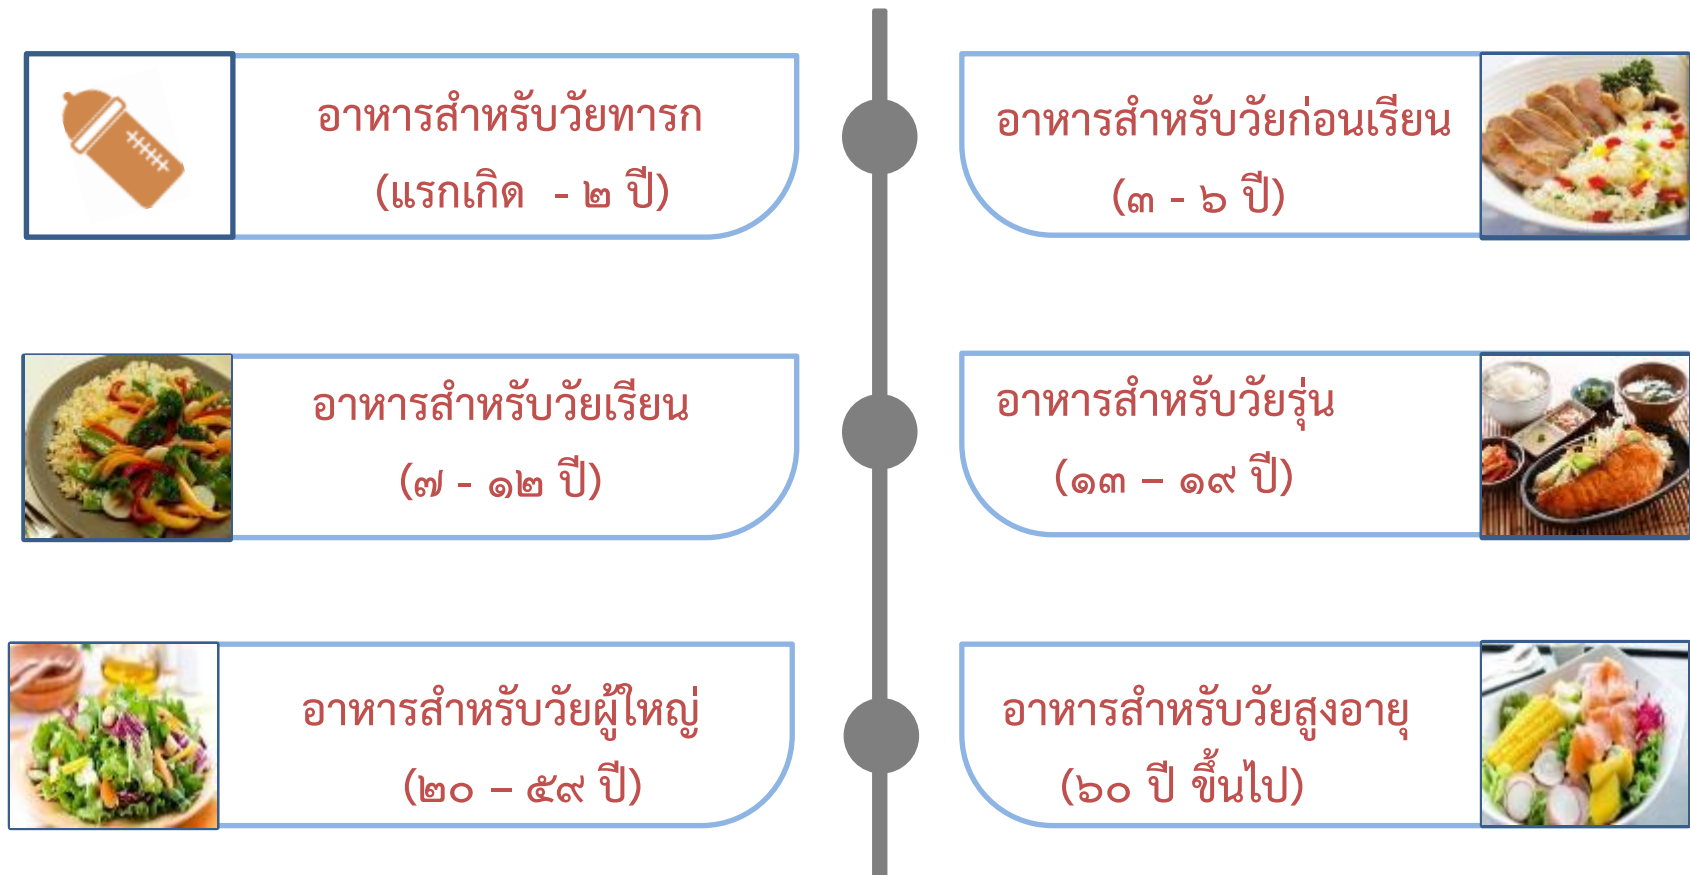 อาหารสำหรับวัยทารก
(แรกเกิด - ๒ ปี)
อาหารสำหรับวัยก่อนเรียน
(๓ - ๖ ปี)
อาหารสำหรับวัยเรียน
(๗ - ๑๒ ปี)
อาหารสำหรับวัยรุ่น
(๑๓ – ๑๙ ปี)
อาหารสำหรับวัยผู้ใหญ่
(๒๐ – ๕๙ ปี)
อาหารสำหรับวัยสูงอายุ
(๖๐ ปี ขึ้นไป)